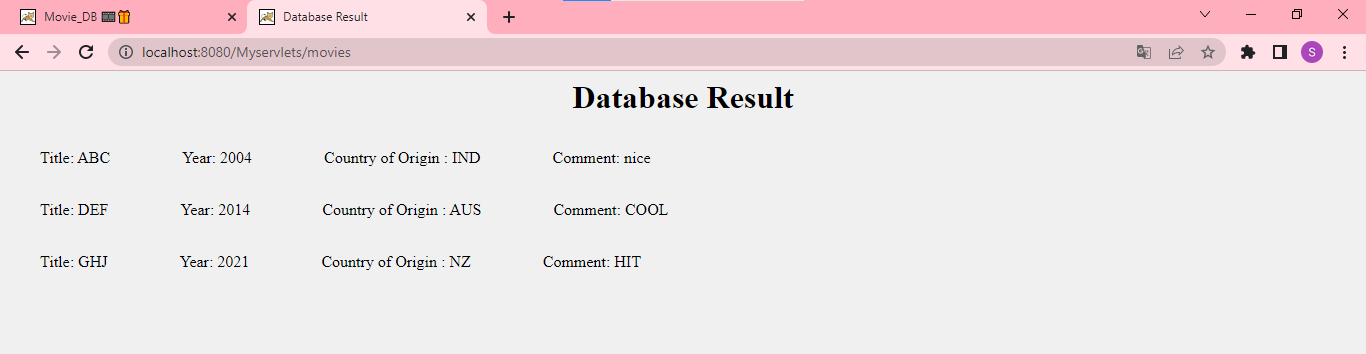 Movie_DB 🎞️🎁 Database Result
localhost:8080/Myservlets/movies S
Database Result
Title: ABC Year: 2004 Country of Origin : IND Comment: nice
Title: DEF Year: 2014 Country of Origin : AUS Comment: COOL
Title: GHJ Year: 2021 Country of Origin : NZ Comment: HIT